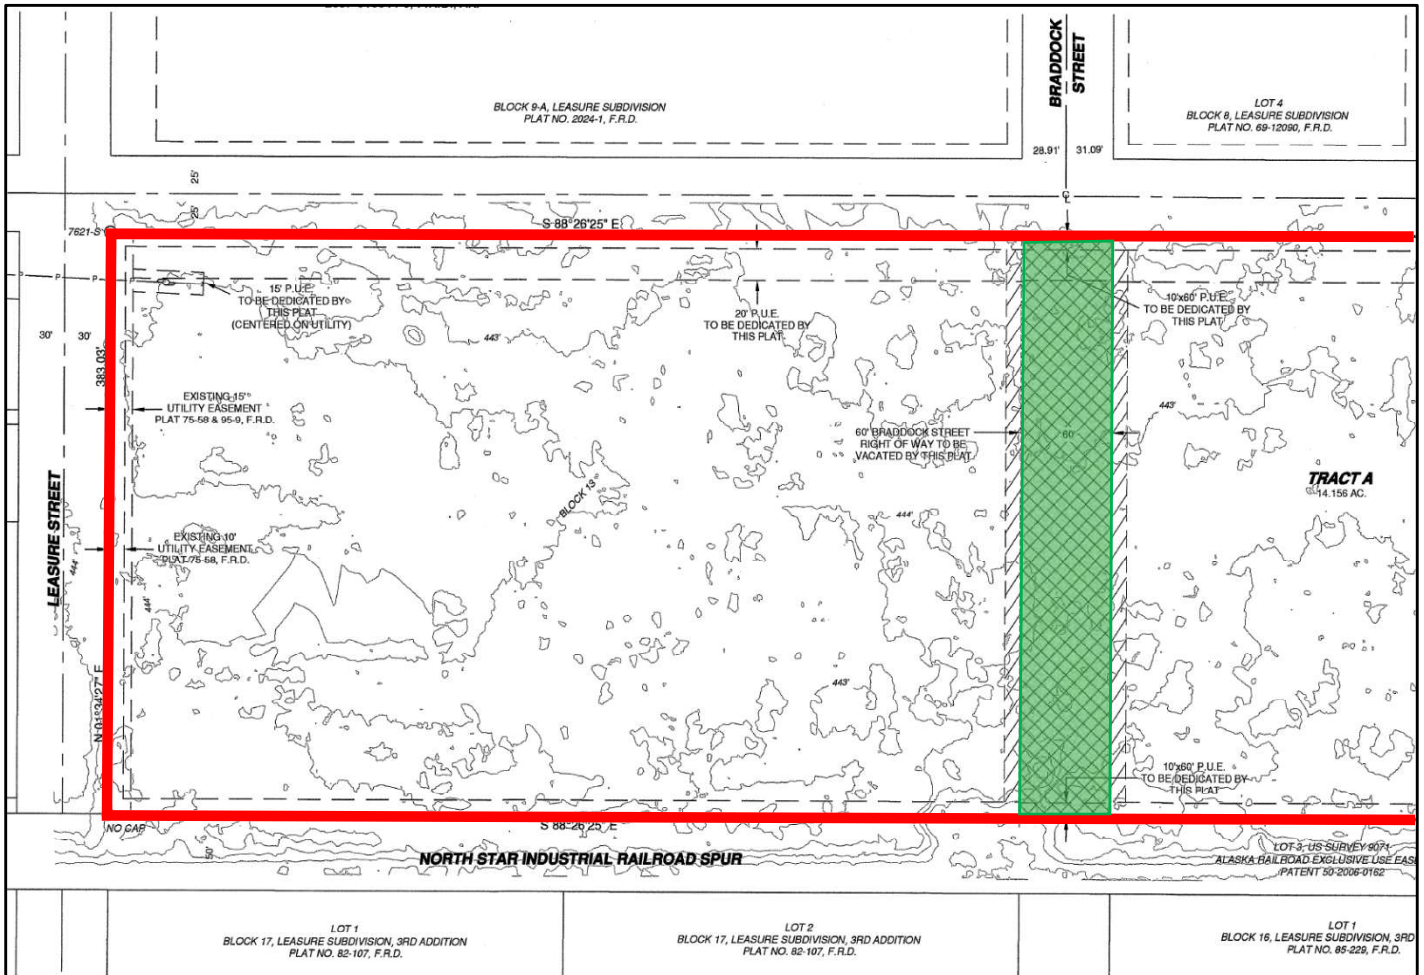 BRADDOCK
STREET
BLOCK 9-A, LEASURE SUBDIVISION
PLAT NO. 2024-1, F.R.D.
LOT 4
BLOCK 8, LEASURE SUBDIVISION
PLAT NO. 69-12090, F.R.D.
28.91' 31.09'
25'
25'
S 88°26'25" E
7621-S
P P P
15' P.U.E.
TO BE DEDICATED BY
THIS PLAT
(CENTERED ON UTILITY)
20' P.U.E.
TO BE DEDICATED BY
THIS PLAT
10'x60' P.U.E.
TO BE DEDICATED BY
THIS PLAT
30' 30'
383.03'
443'
EXISTING 15'
UTILITY EASEMENT
PLAT 75-58 & 95-9, F.R.D.
443'
60' BRADDOCK STREET
RIGHT OF WAY TO BE
VACATED BY THIS PLAT
60'
TRACT A
14.156 AC.
BLOCK 13
444'
LEASURE STREET
EXISTING 10'
UTILITY EASEMENT
PLAT 75-58, F.R.D.
444'
444'
N 01°34'27" E
443'
10'x60' P.U.E.
TO BE DEDICATED BY
THIS PLAT
NO CAP
S 88°26'25" E
50'
NORTH STAR INDUSTRIAL RAILROAD SPUR
LOT 3, US SURVEY 9071
ALASKA RAILROAD EXCLUSIVE USE EAS
PATENT 50-2006-0162
LOT 1
BLOCK 17, LEASURE SUBDIVISION, 3RD ADDITION
PLAT NO. 82-107, F.R.D.
LOT 2
BLOCK 17, LEASURE SUBDIVISION, 3RD ADDITION
PLAT NO. 82-107, F.R.D.
LOT 1
BLOCK 16, LEASURE SUBDIVISION, 3RD
PLAT NO. 85-229, F.R.D.